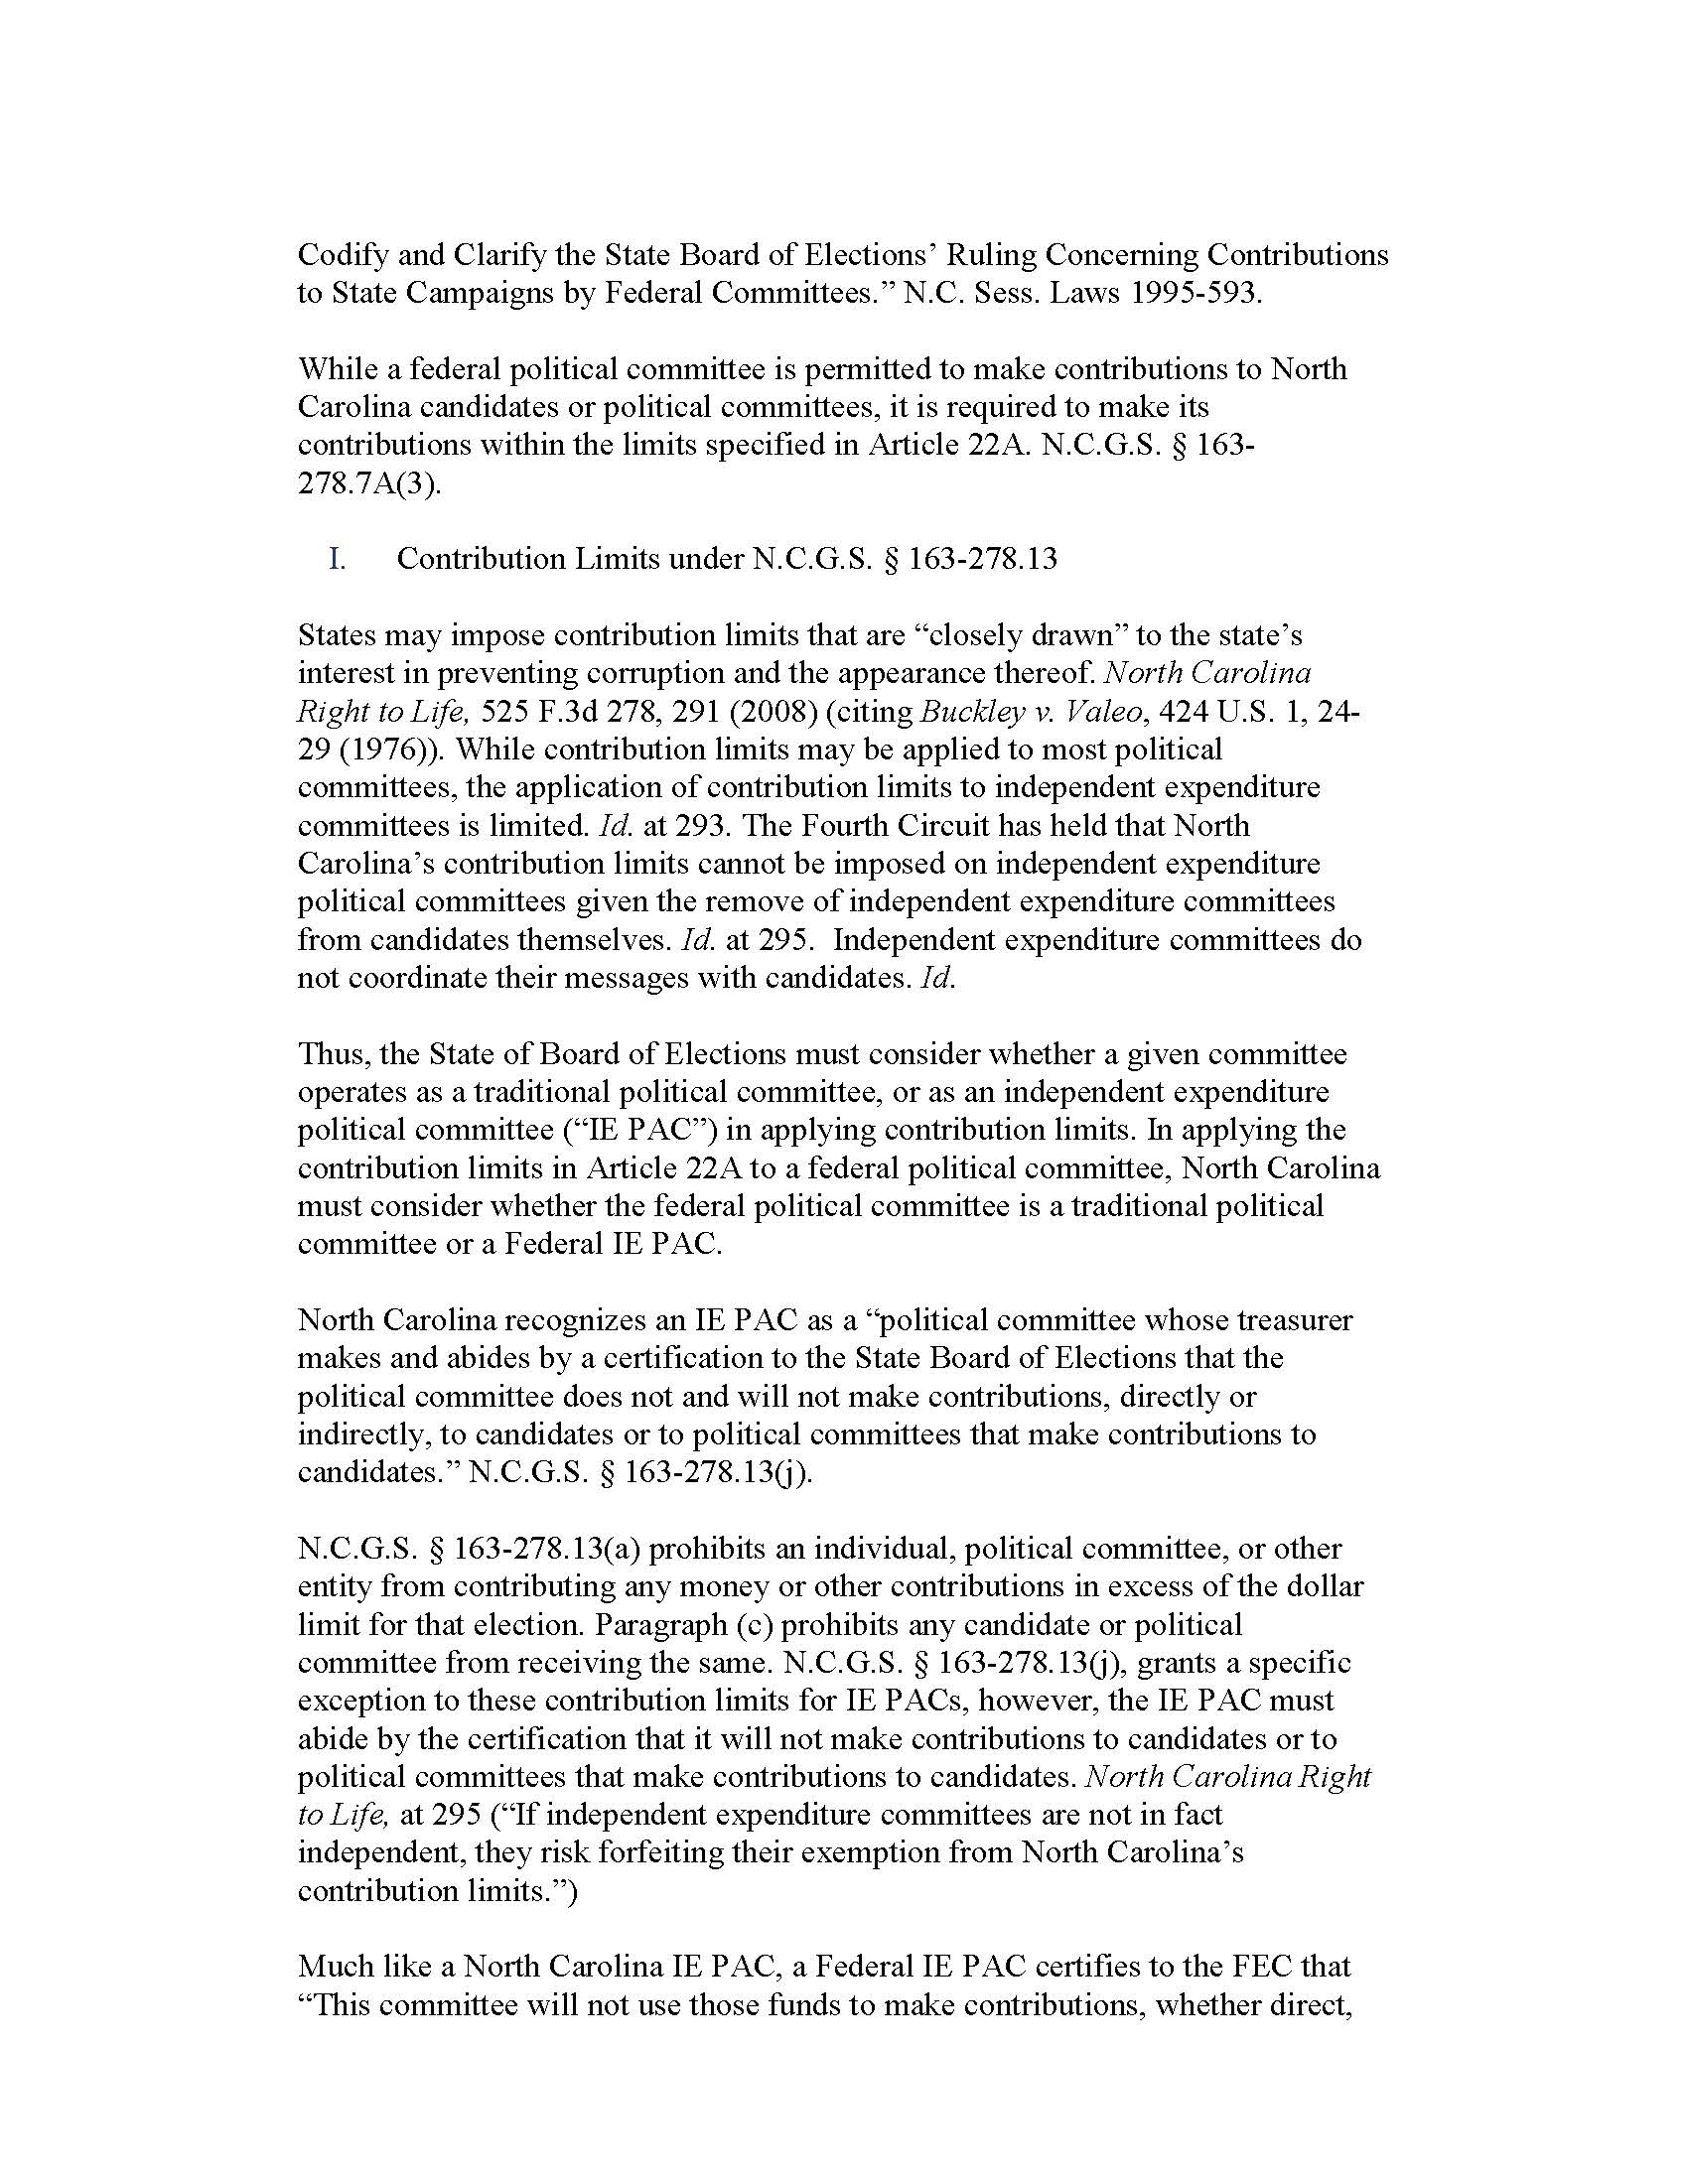 Codify and Clarify the State Board of Elections’ Ruling Concerning Contributions
to State Campaigns by Federal Committees.” N.C. Sess. Laws 1995-593.
While a federal political committee is permitted to make contributions to North
Carolina candidates or political committees, it is required to make its
contributions within the limits specified in Article 22A. N.C.G.S. § 163-
278.7A(3).
I. Contribution Limits under N.C.G.S. § 163-278.13
States may impose contribution limits that are “closely drawn” to the state’s
interest in preventing corruption and the appearance thereof. North Carolina
Right to Life, 525 F.3d 278, 291 (2008) (citing Buckley v. Valeo, 424 U.S. 1, 24-
29 (1976)). While contribution limits may be applied to most political
committees, the application of contribution limits to independent expenditure
committees is limited. Id. at 293. The Fourth Circuit has held that North
Carolina’s contribution limits cannot be imposed on independent expenditure
political committees given the remove of independent expenditure committees
from candidates themselves. Id. at 295.  Independent expenditure committees do
not coordinate their messages with candidates. Id.
Thus, the State of Board of Elections must consider whether a given committee
operates as a traditional political committee, or as an independent expenditure
political committee (“IE PAC”) in applying contribution limits. In applying the
contribution limits in Article 22A to a federal political committee, North Carolina
must consider whether the federal political committee is a traditional political
committee or a Federal IE PAC.
North Carolina recognizes an IE PAC as a “political committee whose treasurer
makes and abides by a certification to the State Board of Elections that the
political committee does not and will not make contributions, directly or
indirectly, to candidates or to political committees that make contributions to
candidates.” N.C.G.S. § 163-278.13(j).
N.C.G.S. § 163-278.13(a) prohibits an individual, political committee, or other
entity from contributing any money or other contributions in excess of the dollar
limit for that election. Paragraph (c) prohibits any candidate or political
committee from receiving the same. N.C.G.S. § 163-278.13(j), grants a specific
exception to these contribution limits for IE PACs, however, the IE PAC must
abide by the certification that it will not make contributions to candidates or to
political committees that make contributions to candidates. North Carolina Right
to Life, at 295 (“If independent expenditure committees are not in fact
independent, they risk forfeiting their exemption from North Carolina’s
contribution limits.”)
Much like a North Carolina IE PAC, a Federal IE PAC certifies to the FEC that
“This committee will not use those funds to make contributions, whether direct,